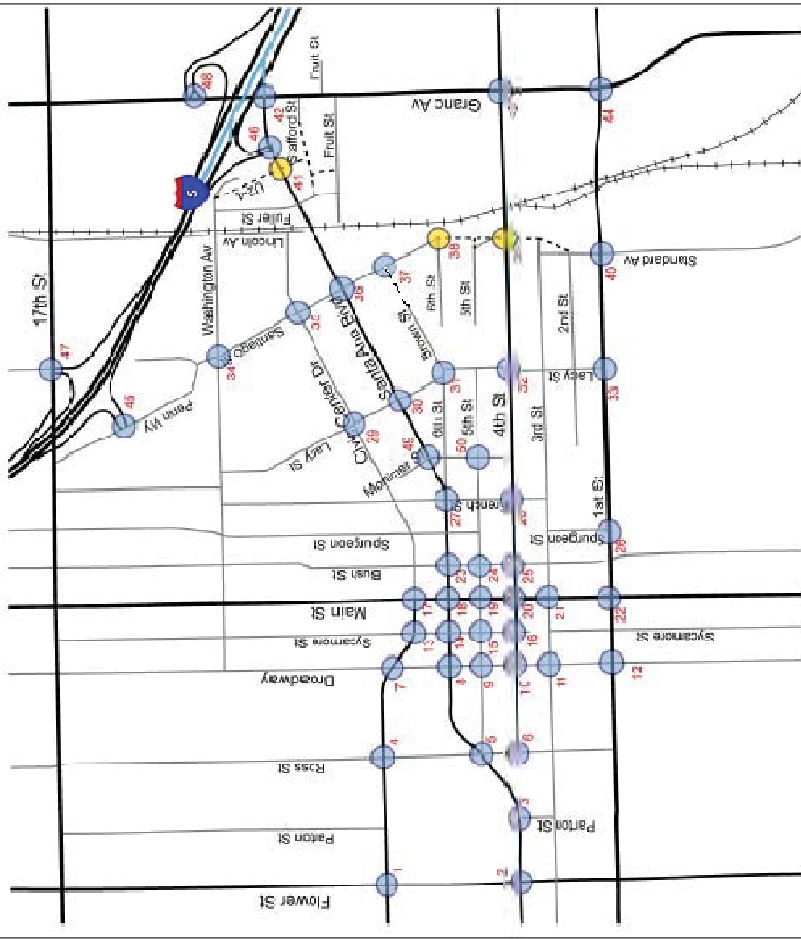 Fruit St
48
42
Stafford St
46
Fruit St
Grand Av
44
41
5
Fuller St
Lincoln Av
17th St
Washington Av
38
37
36
6th St
5th St
Standard Av
40
2nd St
Santiago
Santa Ana Blvd
Brown St
47
34
31
32
Lacy St
33
Penn Wy
45
Civic Center Dr
30
6th St
5th St
4th St
3rd St
Lacy St
29
49
50
1st St
27
French St
28
Spurgeon St
Spurgeon St
26
Bush St
23
24
25
Main St
17
18
19
20
21
22
Sycamore St
13
14
15
16
Sycamore St
Broadway
7
8
9
10
11
12
Ross St
4
5
6
Parton St
3
Parton St
Flower St
1
2